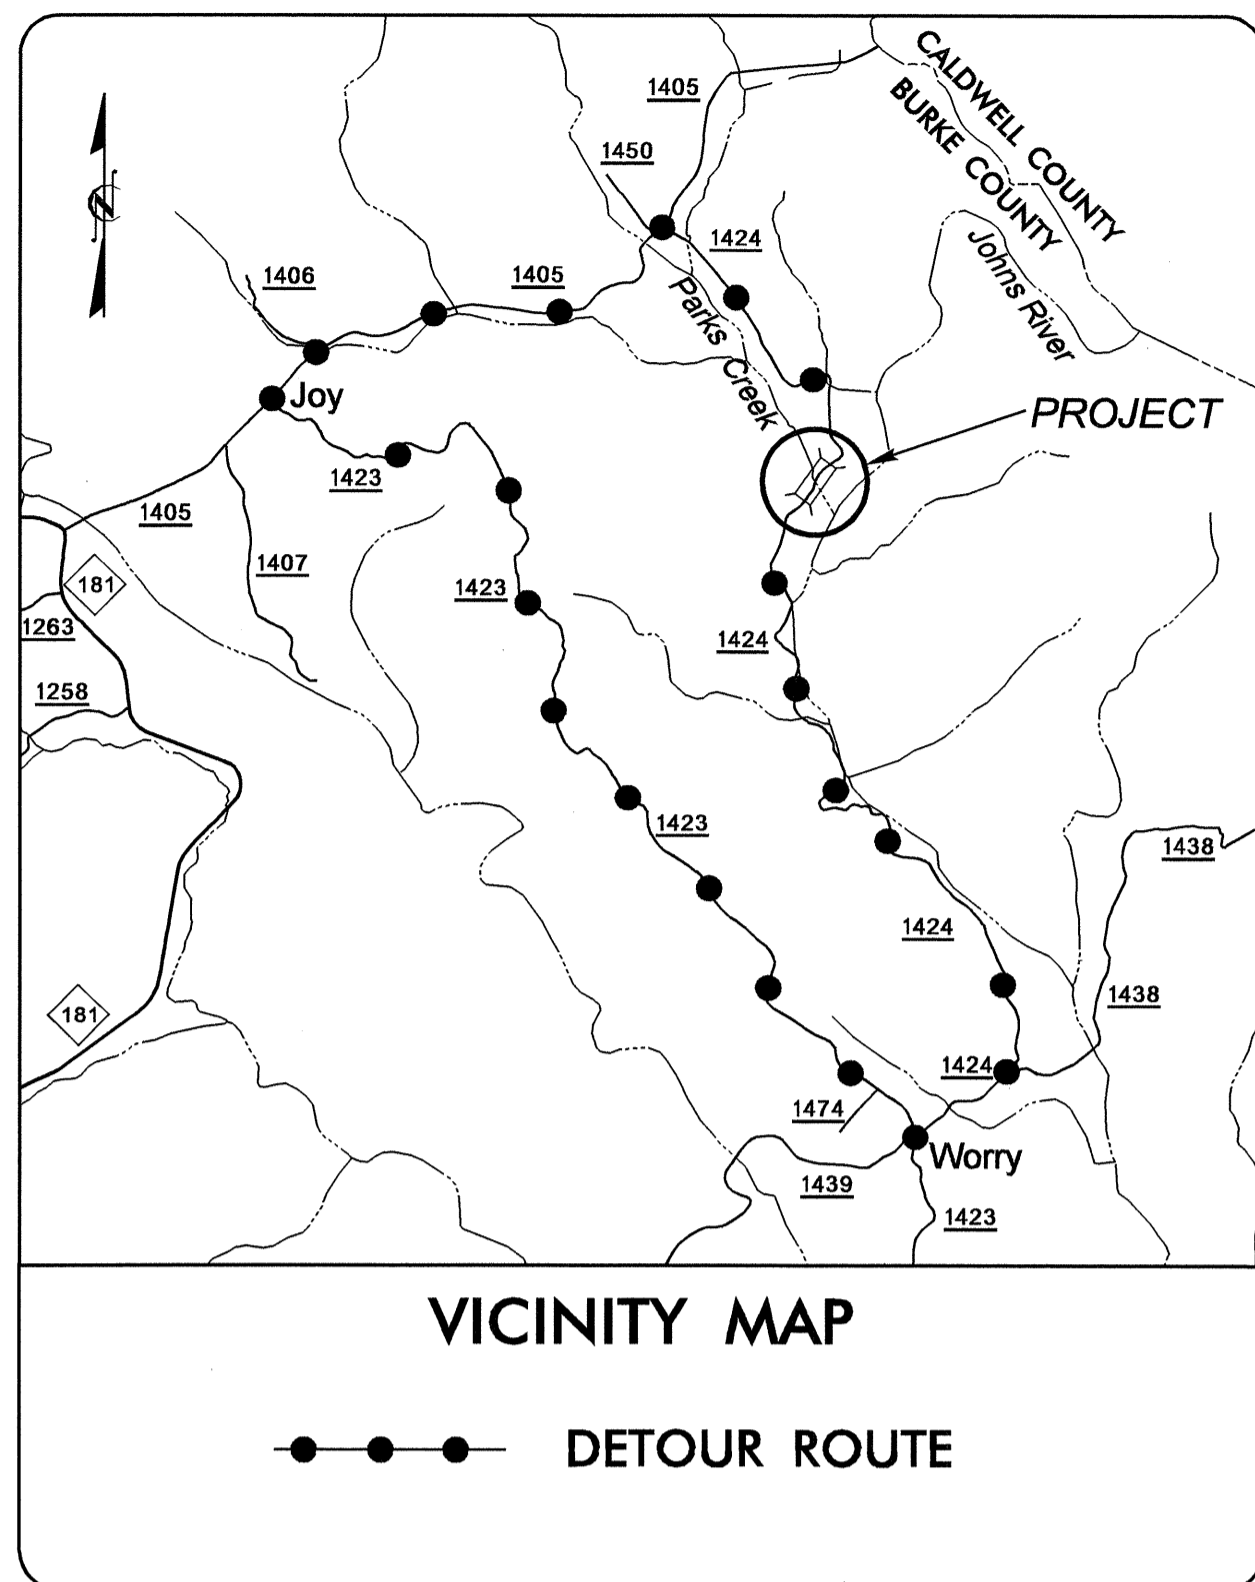 CALDWELL COUNTY
BURKE COUNTY
1405
1450
1424
Johns River
N
1406
1405
Parks Creek
Joy
PROJECT
1423
1405
1407
181
1423
1263
1424
1258
1423
1438
1424
1438
181
1424
1474
Worry
1439
1423
VICINITY MAP
DETOUR ROUTE